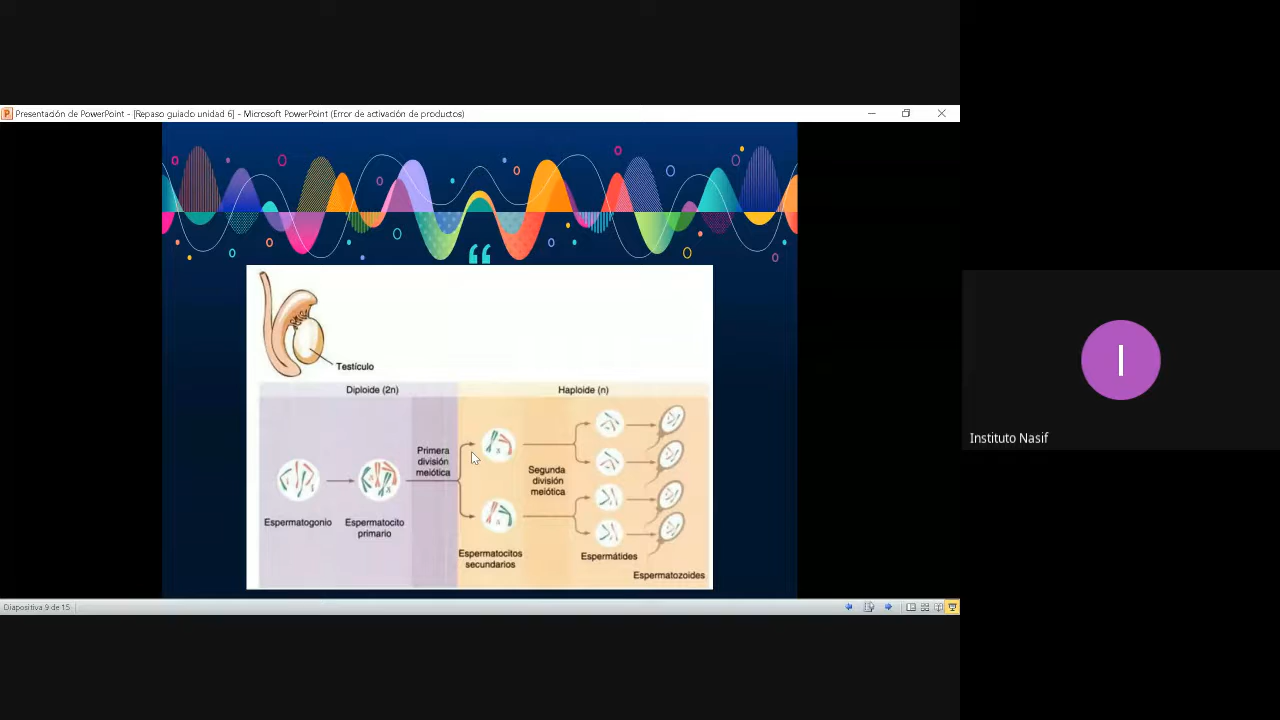 Presentación de PowerPoint - [Repaso guiado unidad 6] - Microsoft PowerPoint (Error de activación de productos)
“
Testículo
Diploide (2n)
Haploide (n)
Primera
división
meiótica
Segunda
división
meiótica
Espermatogonio
Espermatocito
primario
Espermatocitos
secundarios
Espermátides
Espermatozoides
I
Instituto Nasif
Diapositiva 9 de 15